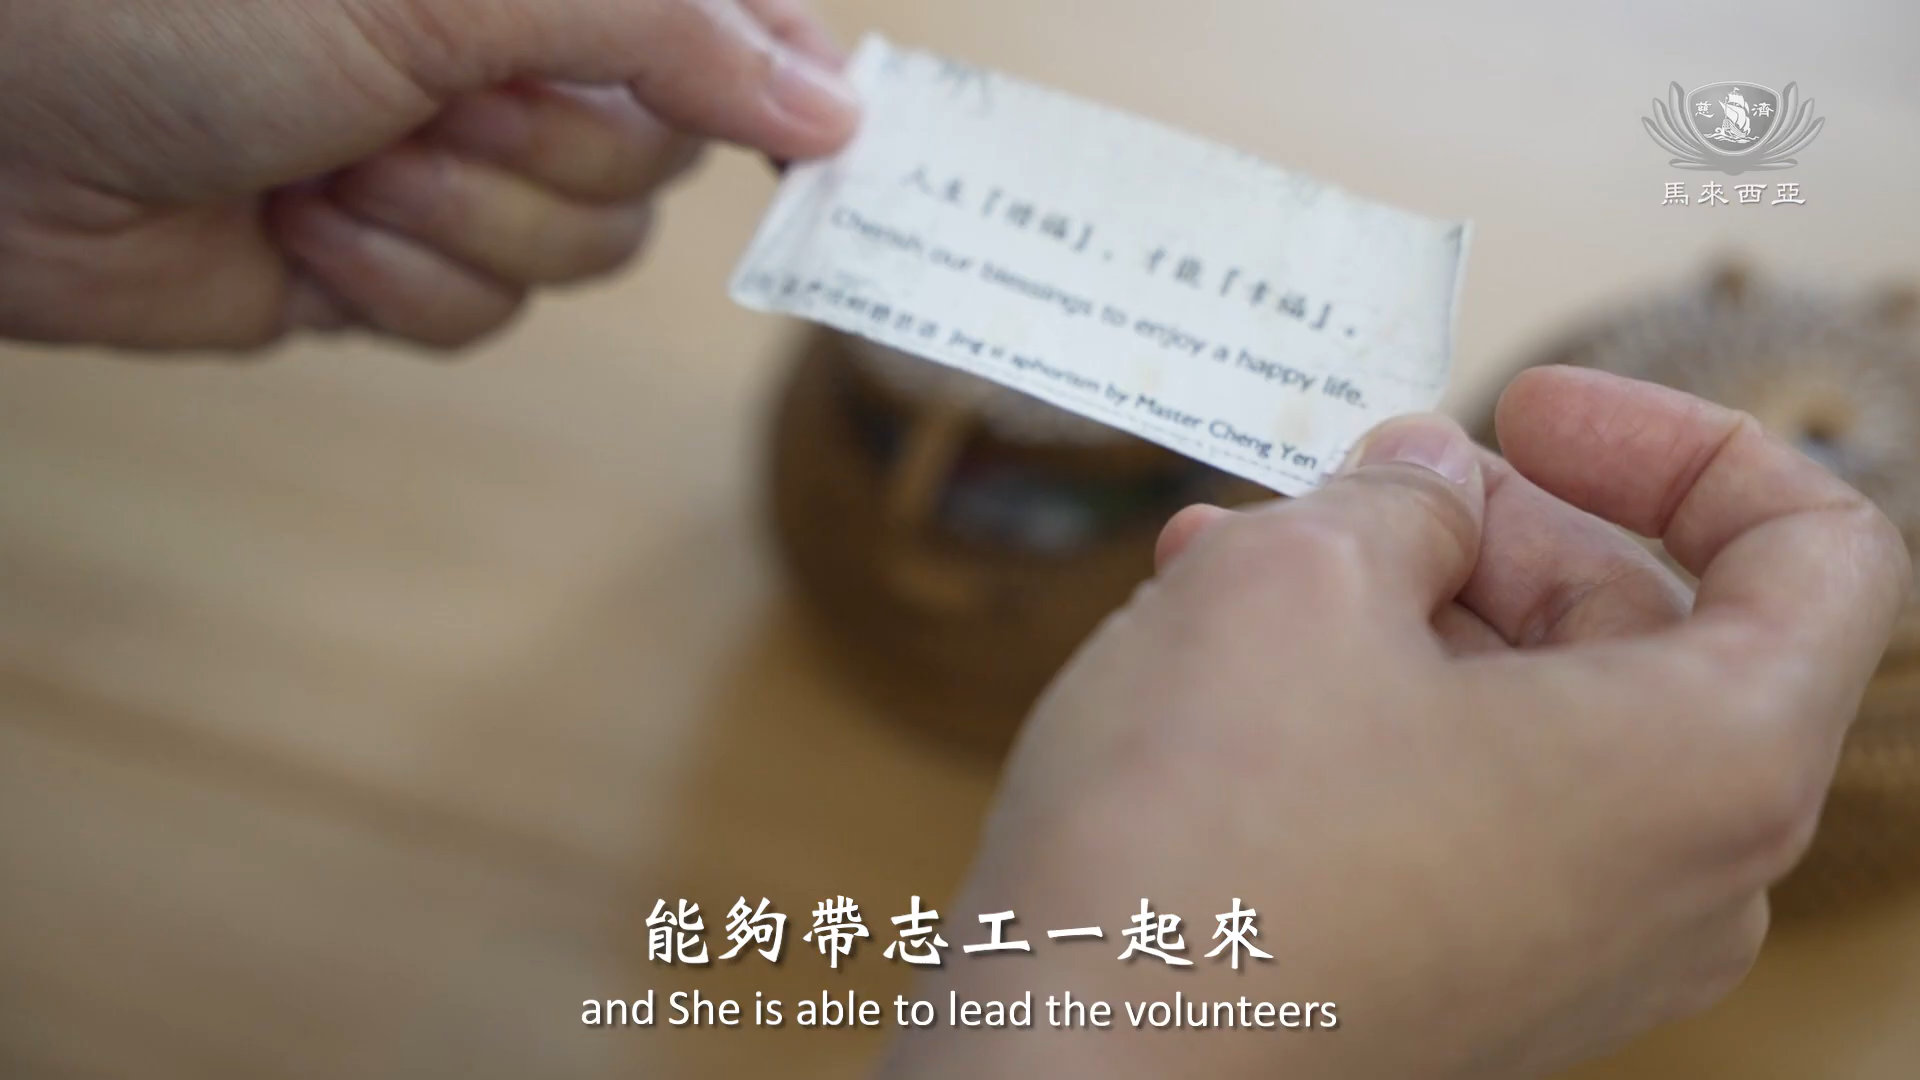 慈濟
馬來西亞
人生『惜福』,才能『幸福』。
Cherish our blessings to enjoy a happy life.
Jing si aphorism by Master Cheng Yen
能夠帶志工一起來
and She is able to lead the volunteers